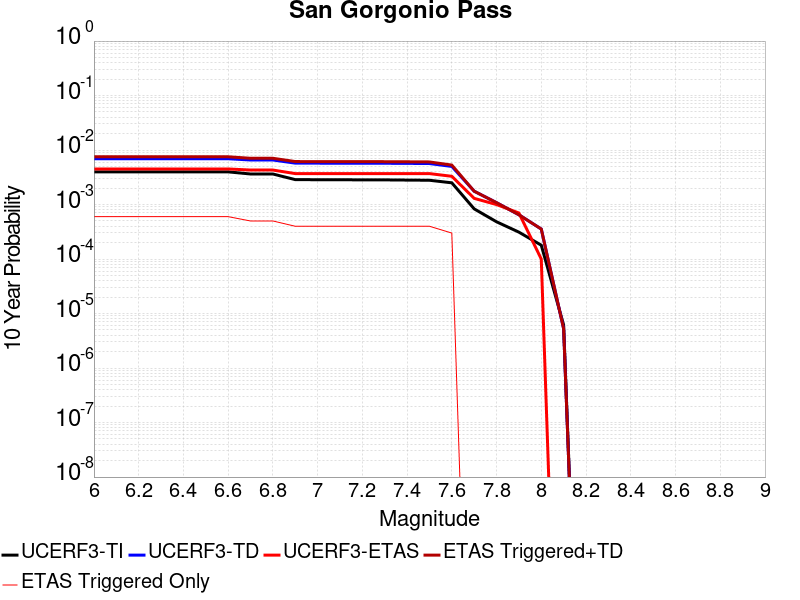 San Gorgonio Pass
10^0
10^-1
10^-2
10^-3
10^-4
10^-5
10^-6
10^-7
10^-8
10 Year Probability
6 6.2 6.4 6.6 6.8 7 7.2 7.4 7.6 7.8 8 8.2 8.4 8.6 8.8 9
Magnitude
UCERF3-TI UCERF3-TD UCERF3-ETAS ETAS Triggered+TD
ETAS Triggered Only